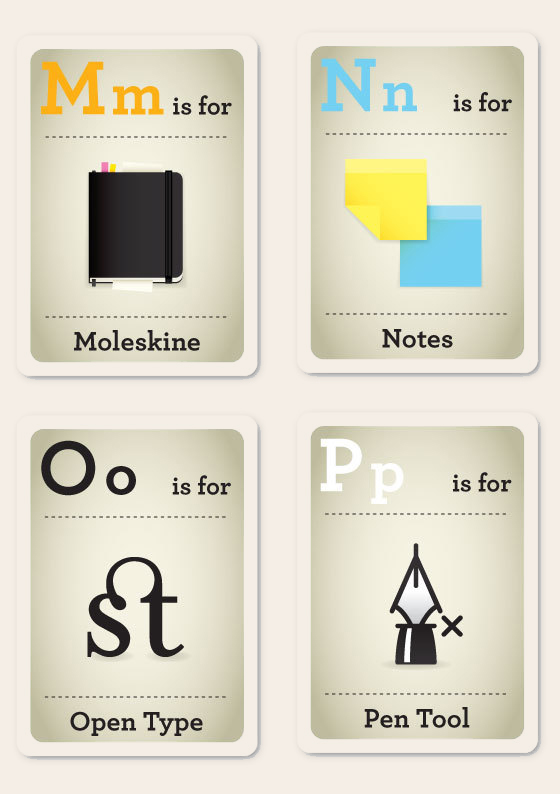 Mm is for
Moleskine
Nn is for
Notes
Oo is for
st
Open Type
Pp is for
Pen Tool